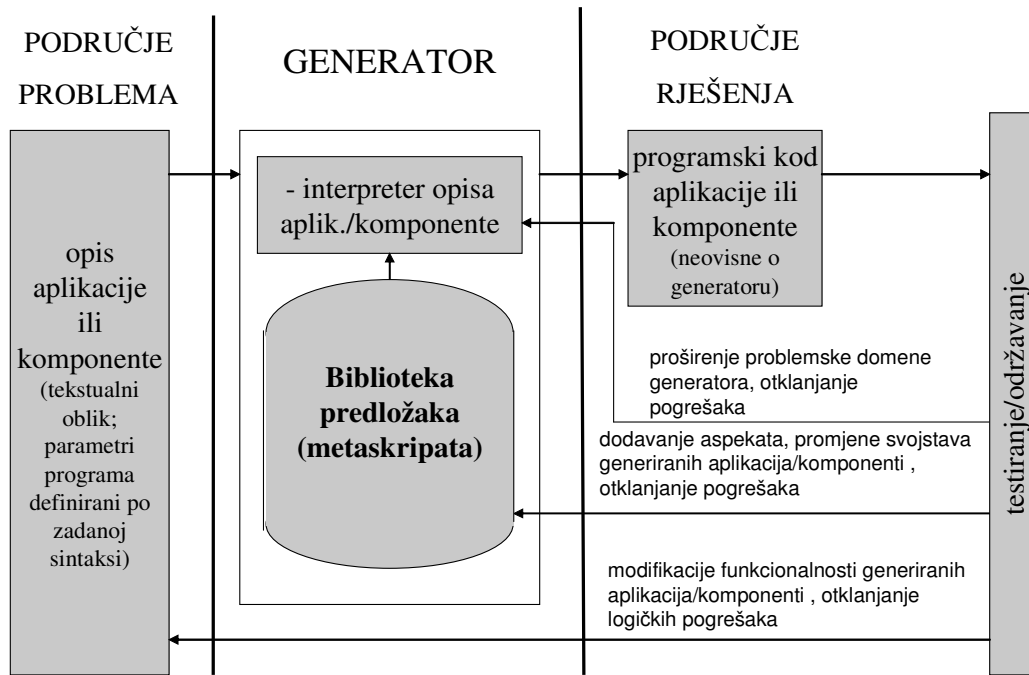 PODRUČJE
PROBLEMA
GENERATOR
PODRUČJE
RJEŠENJA
opis
aplikacije
ili
komponente
(tekstualni
oblik;
parametri
programa
definirani po
zadanoj
sintaksi)
- interpreter opisa
aplik./komponente
Biblioteka
predložaka
(metaskripata)
programski kod
aplikacije ili
komponente
(neovisne o
generatoru)
proširenje problemske domene
generatora, otklanjanje
pogrešaka
dodavanje aspekata, promjene svojstava
generiranih aplikacija/komponenti ,
otklanjanje pogrešaka
modifikacije funkcionalnosti generiranih
aplikacija/komponenti , otklanjanje
logičkih pogrešaka
testiranje/održavanje